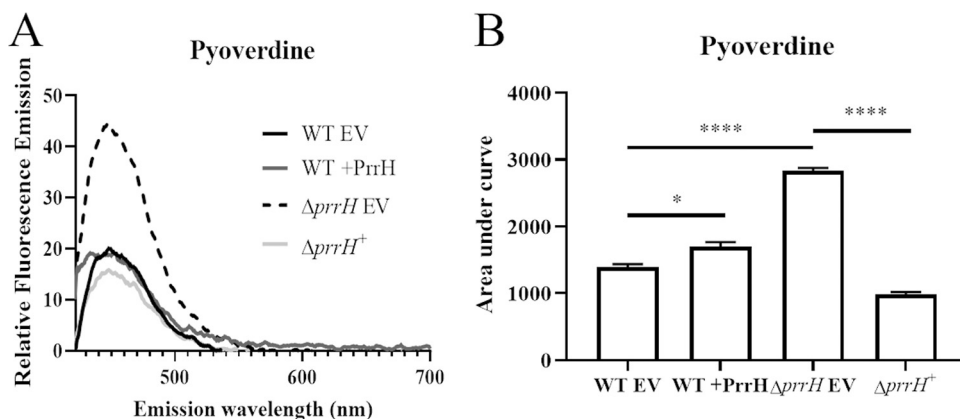 A
Pyoverdine
Relative Fluorescence Emission
50
40
30
20
10
0
500
600
700
Emission wavelength (nm)
WT EV
WT +PrrH
ΔprrH EV
ΔprrH⁺
B
Pyoverdine
Area under curve
4000
3000
2000
1000
0
****
****
*
WT EV
WT +PrrH
ΔprrH EV
ΔprrH⁺